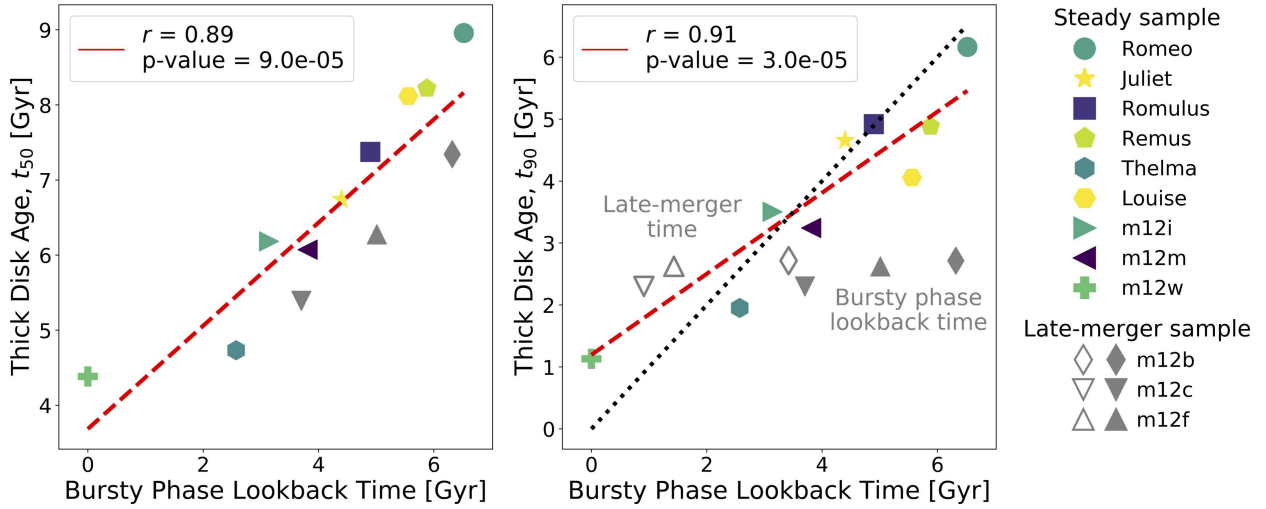 r = 0.89
p-value = 9.0e-05
9
8
7
6
5
4
Thick Disk Age, t50 [Gyr]
0 2 4 6
Bursty Phase Lookback Time [Gyr]
r = 0.91
p-value = 3.0e-05
Late-merger
time
Bursty phase
lookback time
6
5
4
3
2
1
0
Thick Disk Age, t90 [Gyr]
0 2 4 6
Bursty Phase Lookback Time [Gyr]
Steady sample
Romeo
Juliet
Romulus
Remus
Thelma
Louise
m12i
m12m
m12w
Late-merger sample
m12b
m12c
m12f